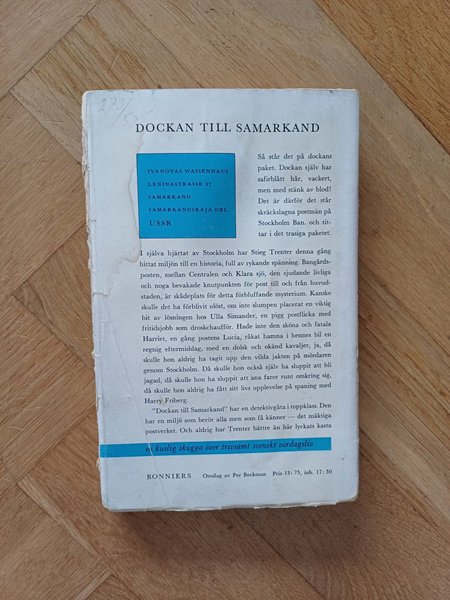 DOCKAN TILL SAMARKAND
IVANOVAS WAISENHAUS
LENINASTRASSE 27
SAMARKAND
SAMARKANDSKAJA OBL.
USSR
Så står det på dockans
paket. Dockan själv har
safirblått hår, vackert,
men med stänk av blod!
Det är därför det står
skräckslagna postmän på
Stockholm Ban. och tit-
tar i det trasiga paketet.
I själva hjärtat av Stockholm har Stieg Trenter denna gång
hittat miljön till en historia, full av rykande spänning. Bangårds-
posten, mellan Centralen och Klara sjö, den sjudande livliga
och noga bevakade knutpunkten för post till och från huvud-
staden, är skådeplats för detta förbluffande mysterium. Kanske
skulle det ha förblivit olöst, om inte slumpen placerat en viktig
bit av lösningen hos Ulla Simander, en pigg postflicka med
fritidsjobb som droskchaufför. Hade inte den sköna och fatala
Harriet, en gång postens Lucia, råkat hamna i hennes bil en
regnig eftermiddag, med en dolsk och okänd kavaljer, ja, då
skulle hon aldrig ha tagit upp den vilda jakten på mördaren
genom Stockholm. Då skulle hon också själv ha sluppit att bli
jagad, då skulle hon ha sluppit att ana faror runt omkring sig,
då skulle hon aldrig ha fått sitt livs upplevelse på spaning med
Harry Friberg.
"Dockan till Samarkand" har en detektivgåta i toppklass. Den
har en miljö som berör alla men som få känner — det mäktiga
postverket. Och aldrig har Trenter bättre än här lyckats kasta
en kuslig skugga över trivsamt svenskt vardagsliv
BONNIERS Omslag av Per Beckman Pris 13:75, inb. 17:50